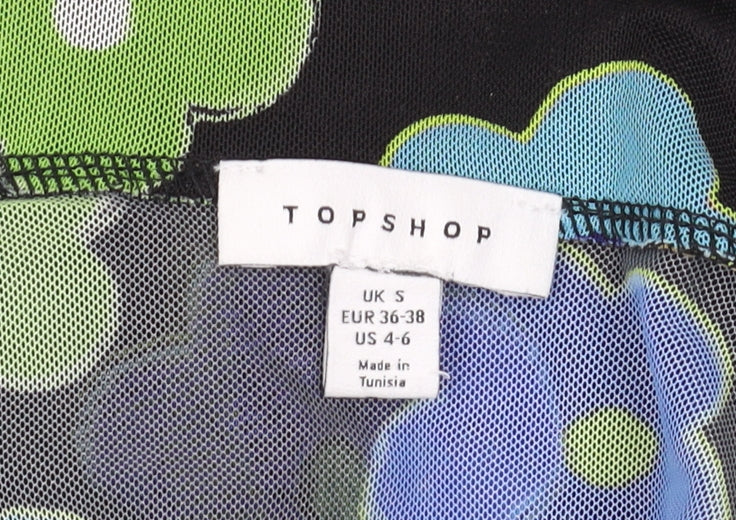 TOPSHOP
UK S
EUR 36-38
US 4-6
Made in
Tunisia